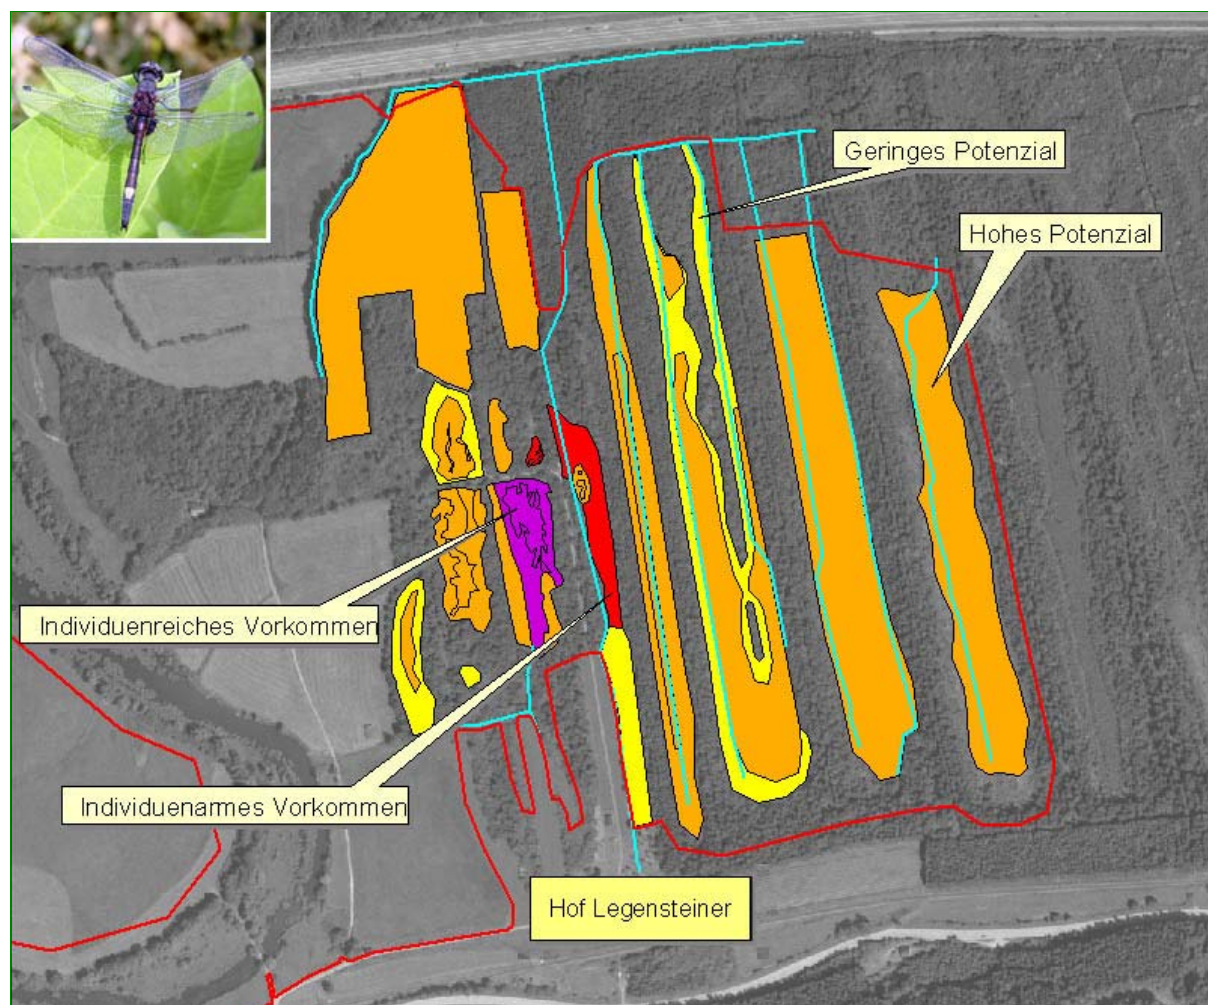 Geringes Potenzial
Hohes Potenzial
Individuenreiches Vorkommen
Individuenarmes Vorkommen
Hof Legensteiner